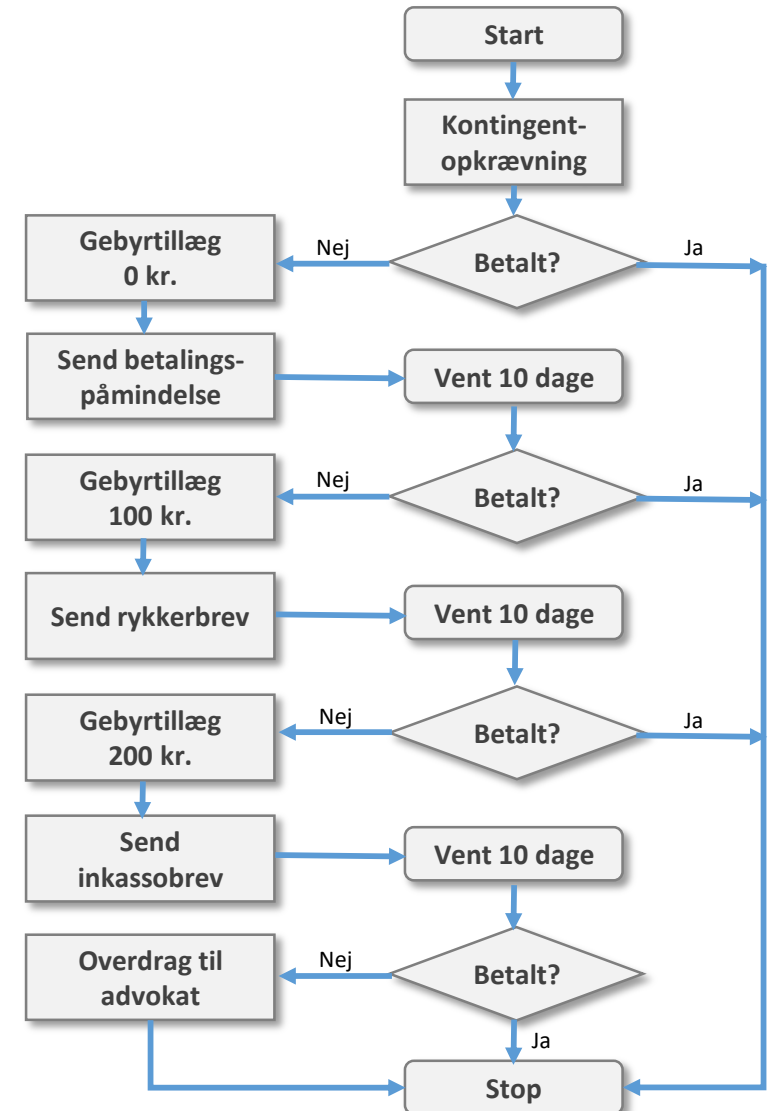 Start
Kontingent-
opkrævning
Betalt?
Nej
Ja
Gebyrtillæg
0 kr.
Send betalings-
påmindelse
Vent 10 dage
Betalt?
Nej
Ja
Gebyrtillæg
100 kr.
Send rykkerbrev
Vent 10 dage
Betalt?
Nej
Ja
Gebyrtillæg
200 kr.
Send
inkassobrev
Vent 10 dage
Betalt?
Nej
Ja
Overdrag til
advokat
Stop